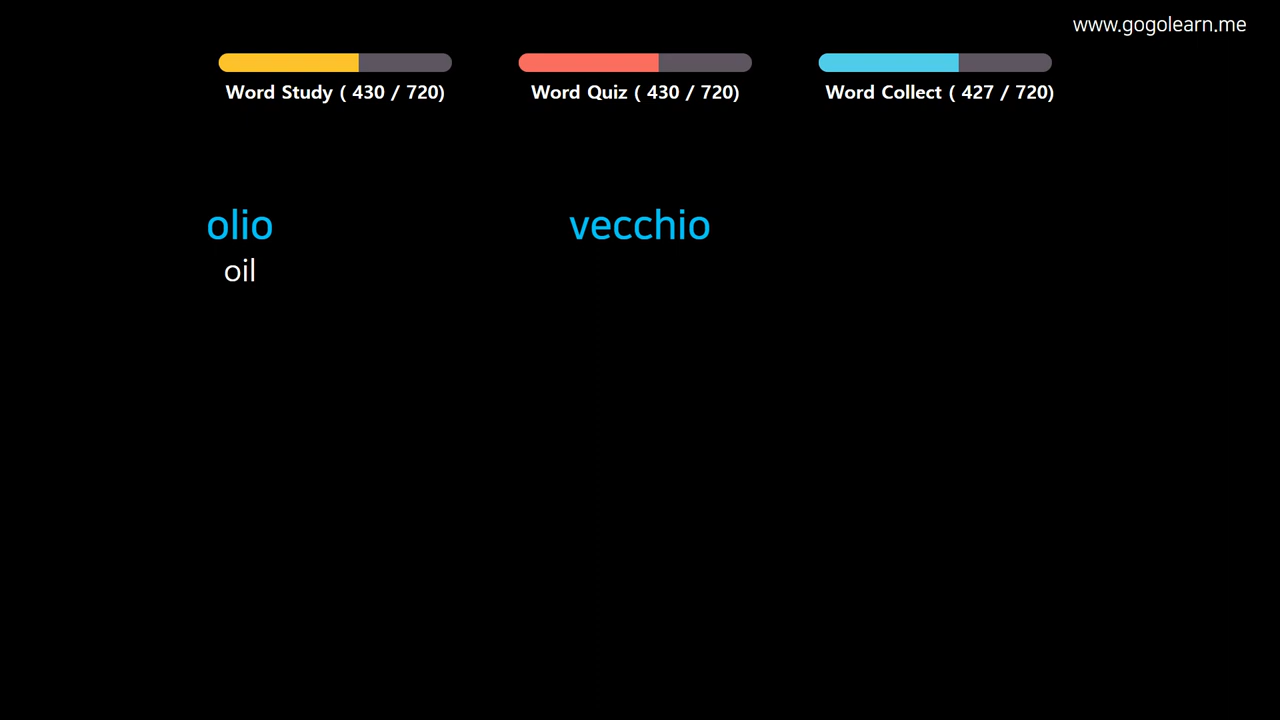 www.gogolearn.me
Word Study ( 430 / 720)
Word Quiz ( 430 / 720)
Word Collect ( 427 / 720)
olio
oil
vecchio